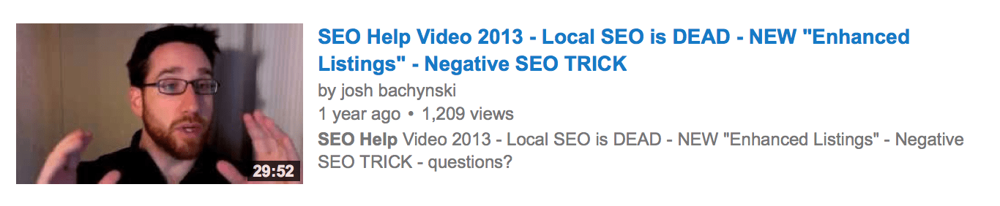 SEO Help Video 2013 - Local SEO is DEAD - NEW "Enhanced
Listings" - Negative SEO TRICK
by josh bachynski
1 year ago • 1,209 views
SEO Help Video 2013 - Local SEO is DEAD - NEW "Enhanced Listings" - Negative
SEO TRICK - questions?
29:52